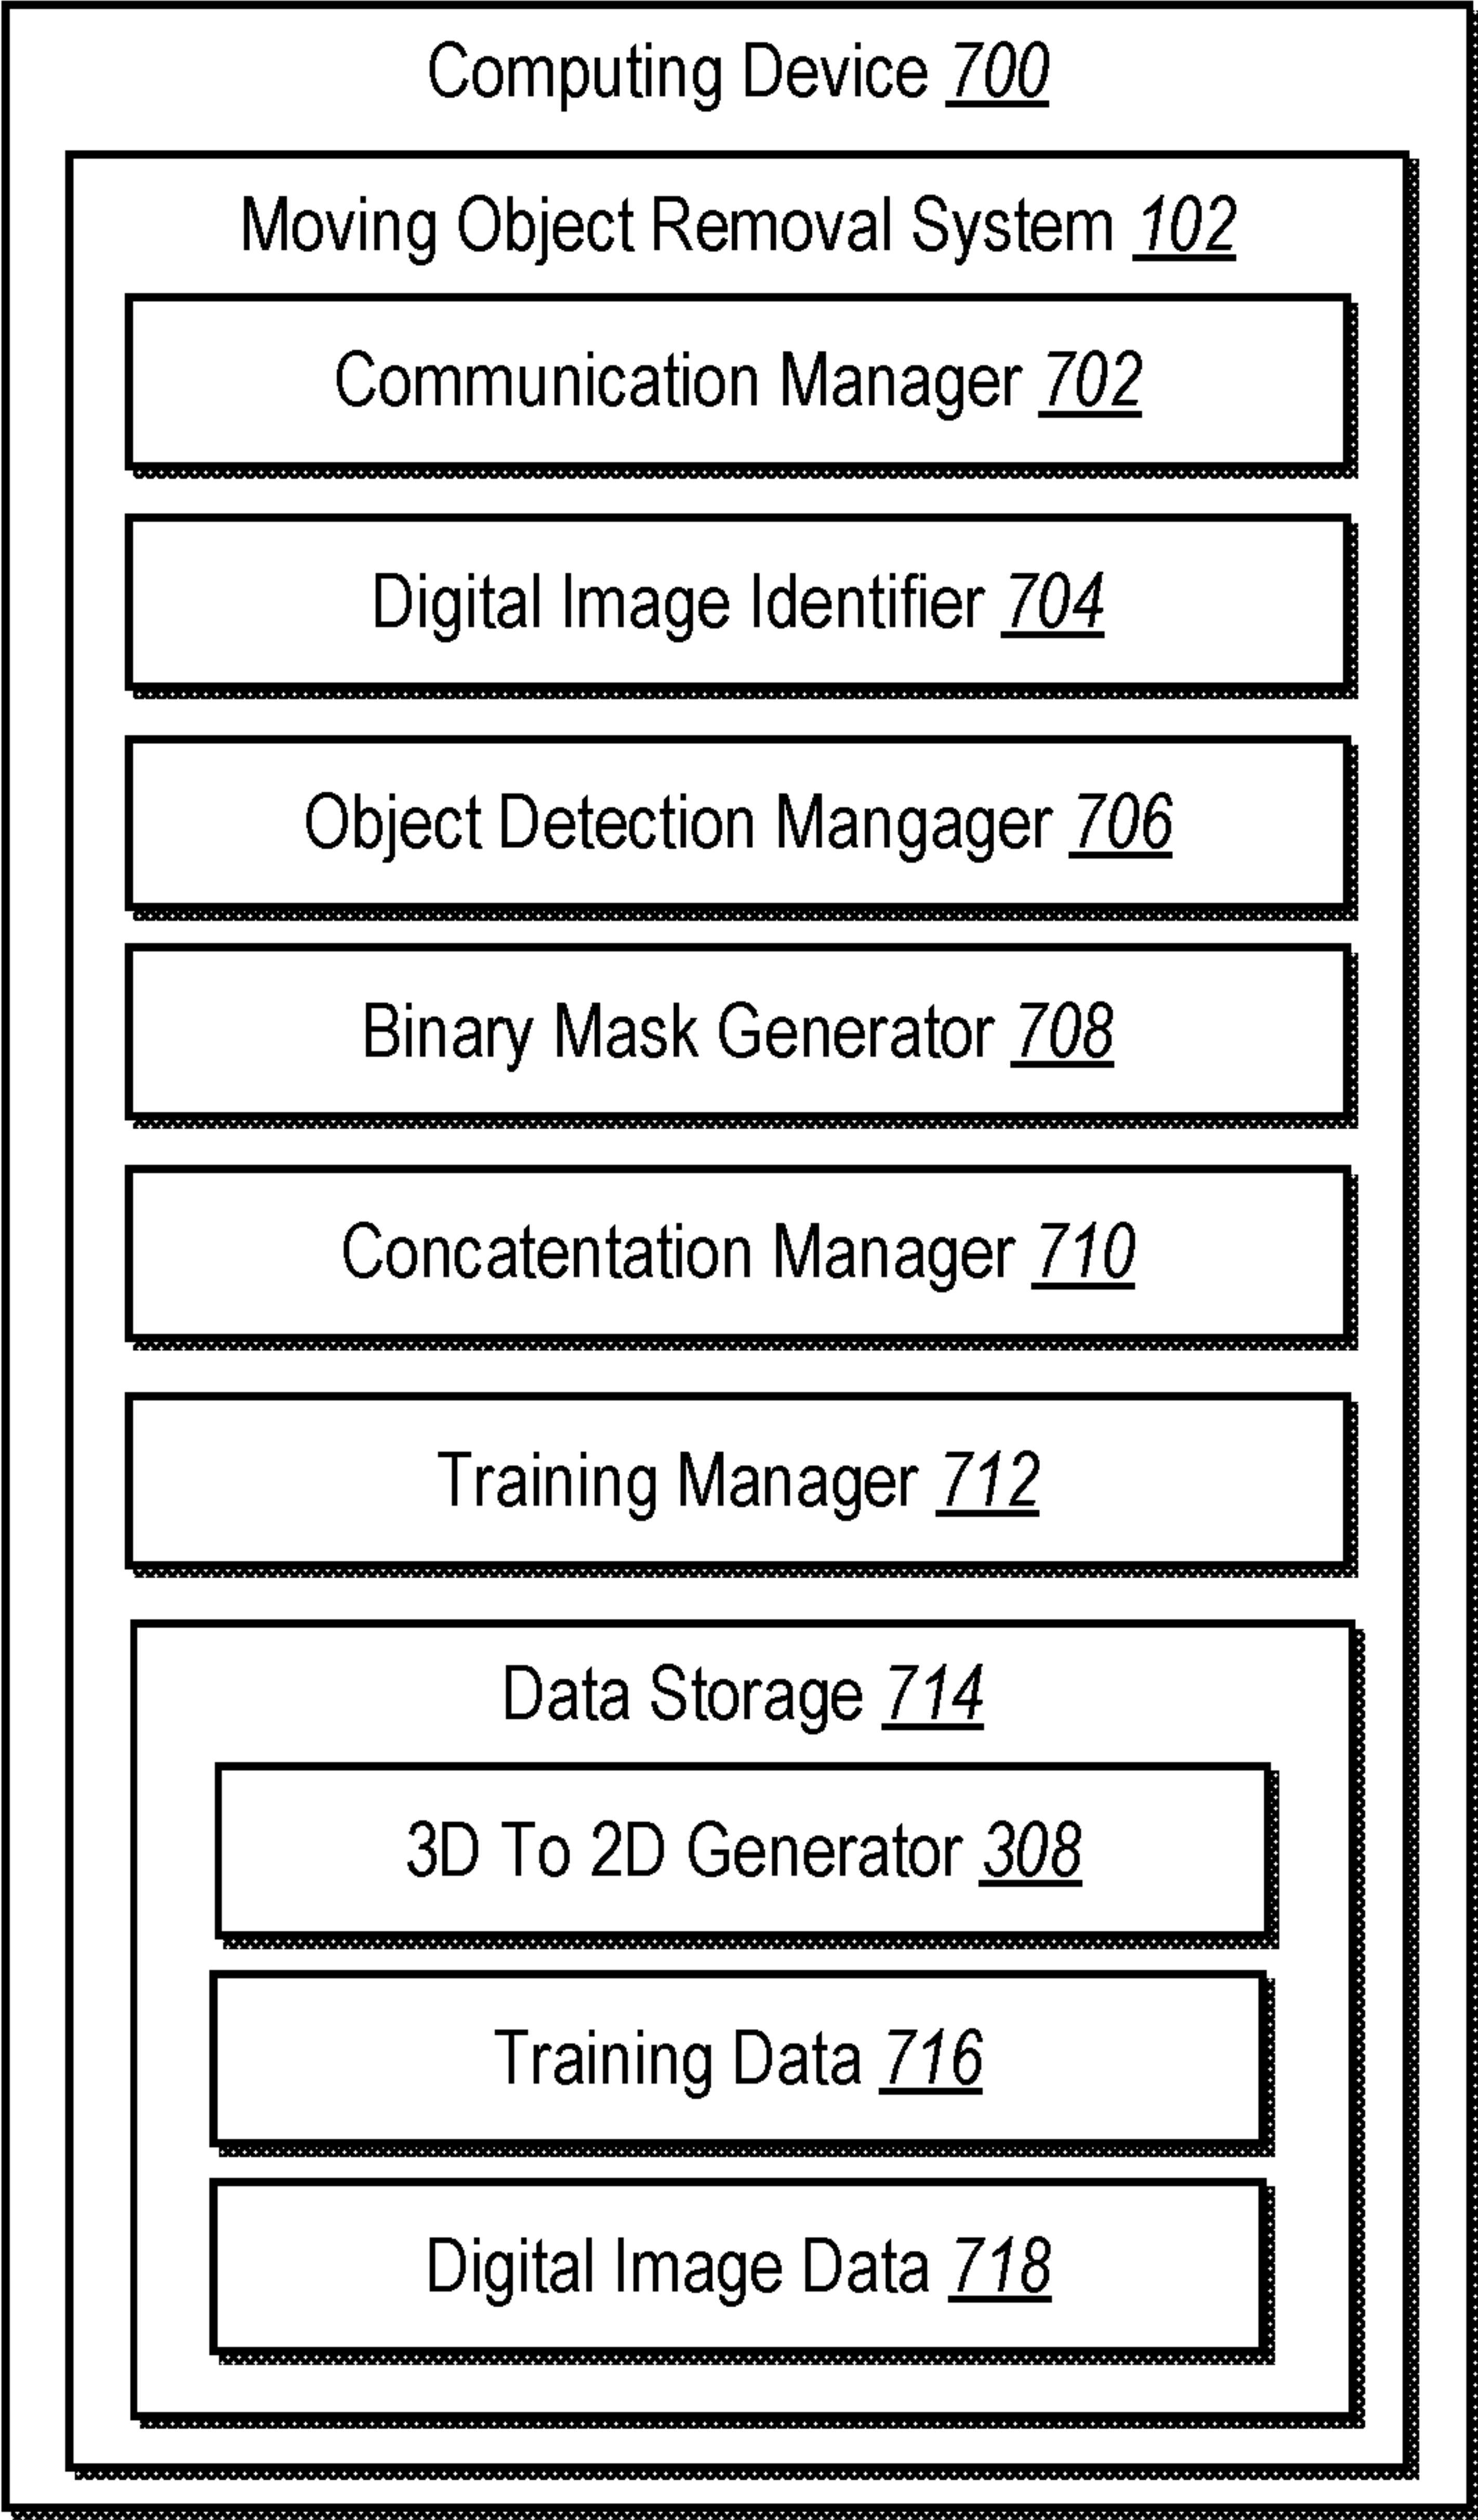 Computing Device 700
Moving Object Removal System 102
Communication Manager 702
Digital Image Identifier 704
Object Detection Mangager 706
Binary Mask Generator 708
Concatentation Manager 710
Training Manager 712
Data Storage 714
3D To 2D Generator 308
Training Data 716
Digital Image Data 718